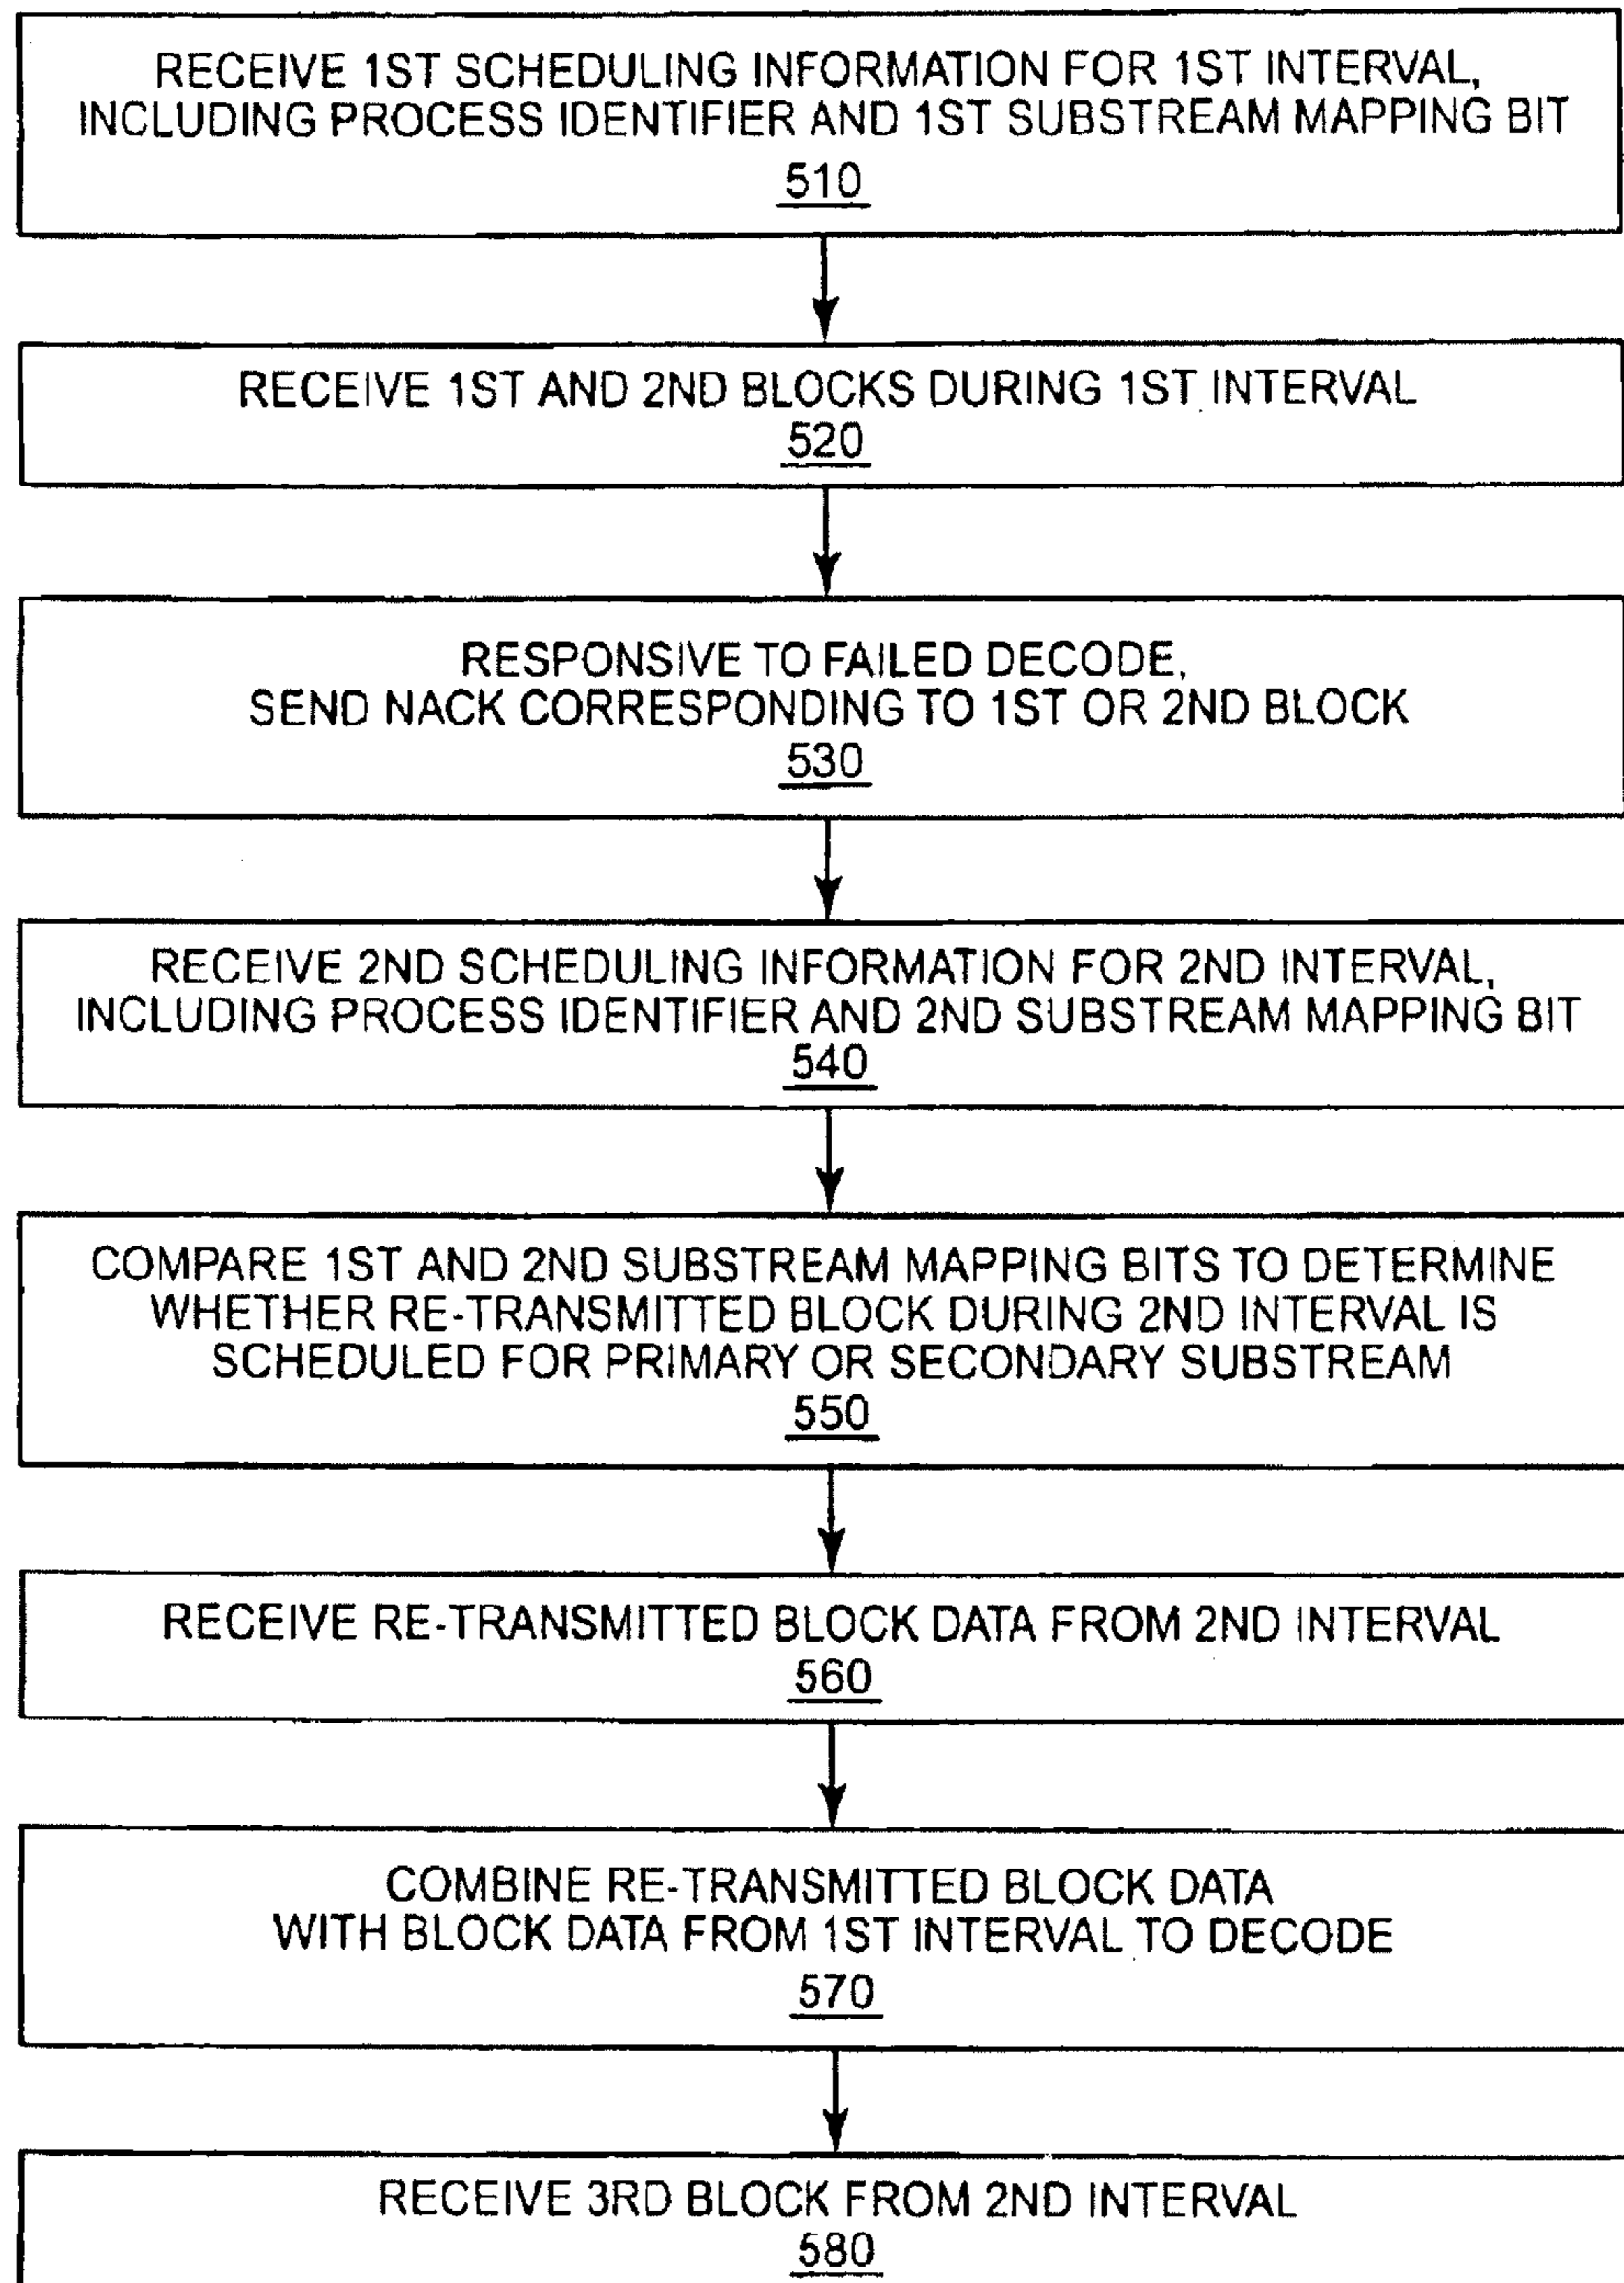 RECEIVE 1ST SCHEDULING INFORMATION FOR 1ST INTERVAL,
INCLUDING PROCESS IDENTIFIER AND 1ST SUBSTREAM MAPPING BIT
510
RECEIVE 1ST AND 2ND BLOCKS DURING 1ST INTERVAL
520
RESPONSIVE TO FAILED DECODE,
SEND NACK CORRESPONDING TO 1ST OR 2ND BLOCK
530
RECEIVE 2ND SCHEDULING INFORMATION FOR 2ND INTERVAL,
INCLUDING PROCESS IDENTIFIER AND 2ND SUBSTREAM MAPPING BIT
540
COMPARE 1ST AND 2ND SUBSTREAM MAPPING BITS TO DETERMINE
WHETHER RE-TRANSMITTED BLOCK DURING 2ND INTERVAL IS
SCHEDULED FOR PRIMARY OR SECONDARY SUBSTREAM
550
RECEIVE RE-TRANSMITTED BLOCK DATA FROM 2ND INTERVAL
560
COMBINE RE-TRANSMITTED BLOCK DATA
WITH BLOCK DATA FROM 1ST INTERVAL TO DECODE
570
RECEIVE 3RD BLOCK FROM 2ND INTERVAL
580